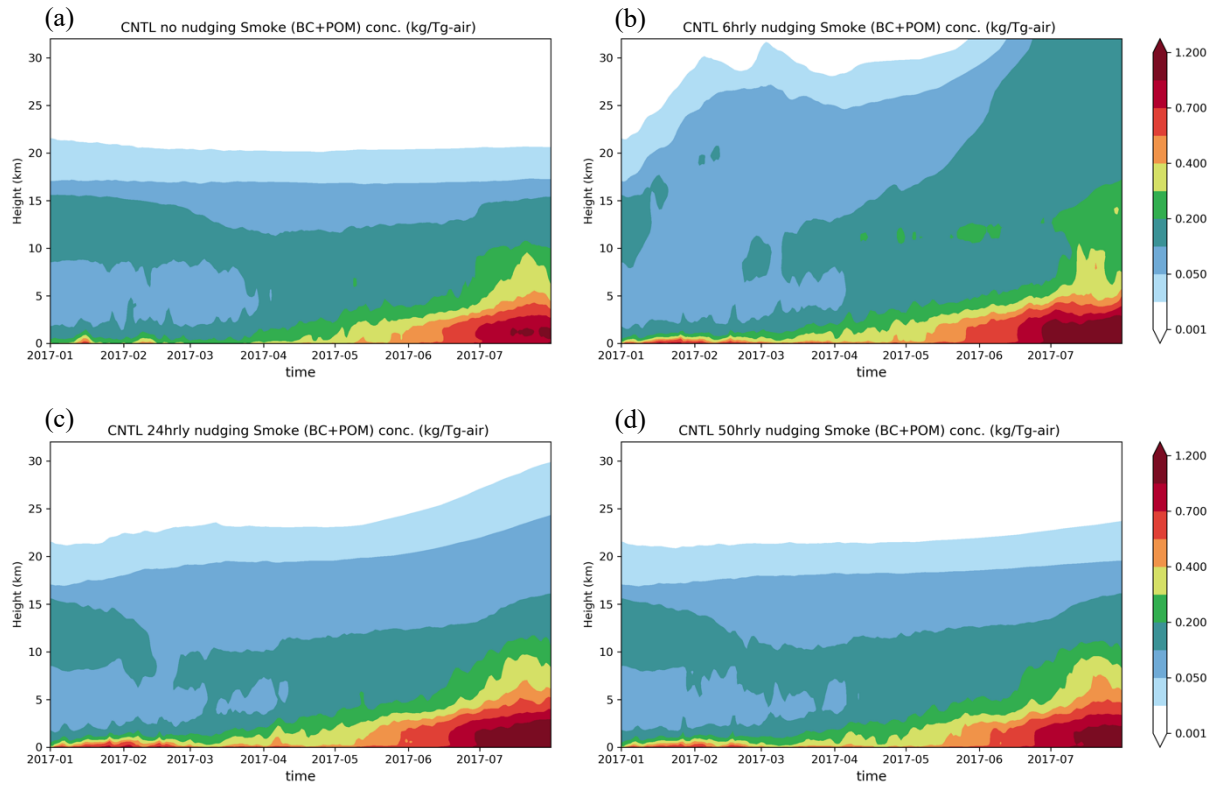 (a)
CNTL no nudging Smoke (BC+POM) conc. (kg/Tg-air)
Height (km)
30
25
20
15
10
5
0
2017-01 2017-02 2017-03 2017-04 2017-05 2017-06 2017-07
time
(b)
CNTL 6hrly nudging Smoke (BC+POM) conc. (kg/Tg-air)
Height (km)
30
25
20
15
10
5
0
2017-01 2017-02 2017-03 2017-04 2017-05 2017-06 2017-07
time
1.200
0.700
0.400
0.200
0.050
0.001
(c)
CNTL 24hrly nudging Smoke (BC+POM) conc. (kg/Tg-air)
Height (km)
30
25
20
15
10
5
0
2017-01 2017-02 2017-03 2017-04 2017-05 2017-06 2017-07
time
(d)
CNTL 50hrly nudging Smoke (BC+POM) conc. (kg/Tg-air)
Height (km)
30
25
20
15
10
5
0
2017-01 2017-02 2017-03 2017-04 2017-05 2017-06 2017-07
time
1.200
0.700
0.400
0.200
0.050
0.001